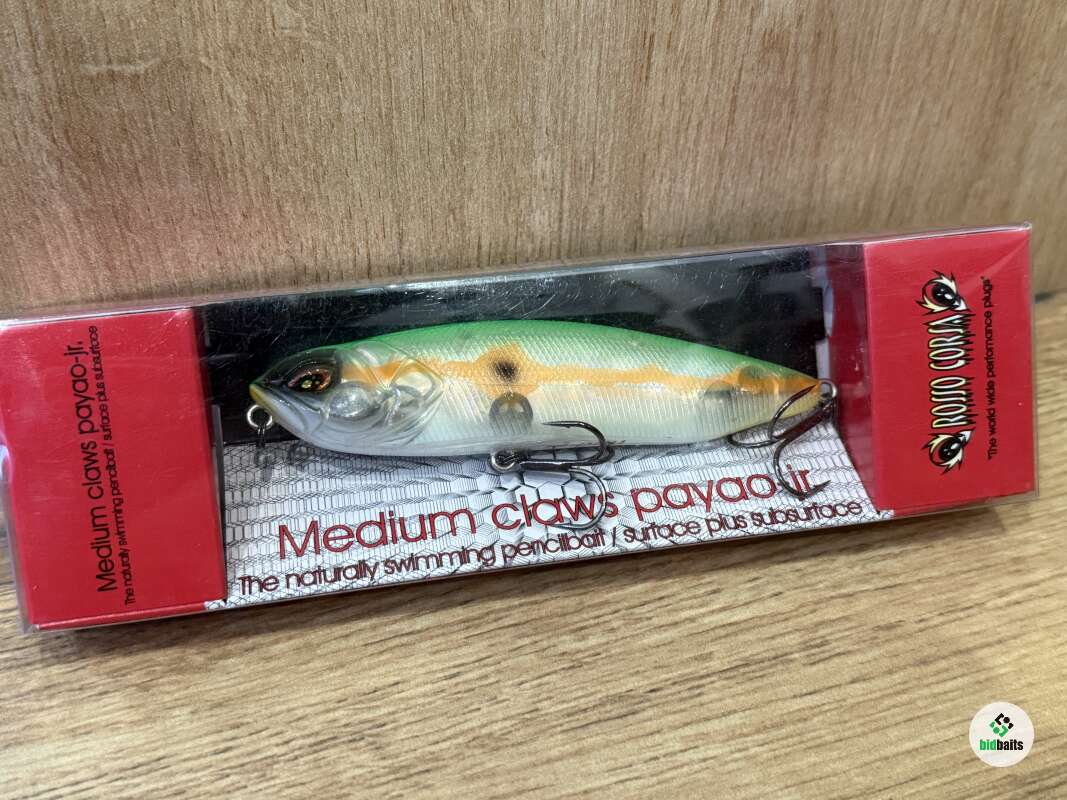 Medium claws payao-jr.
The naturally swimming pencilbait / surface plus subsurface
Medium claws payao-jr.
The naturally swimming pencilbait / surface plus subsurface
ROSSO CORSA
"The world wide performance plugs"
bidbaits